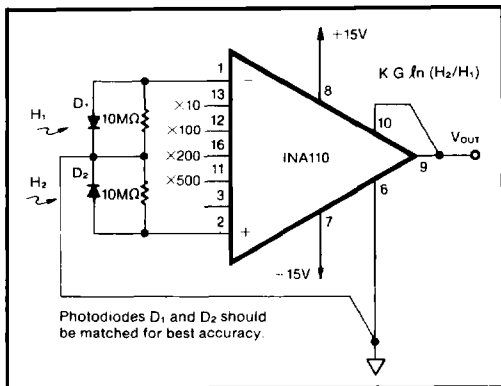 +15V
K G ln (H₂/H₁)
1
−
8
13
×10
10
D₁
H₁
10MΩ
12
×100
VOUT
16
×200
INA110
9
H₂
D₂
11
×500
6
10MΩ
3
2
+
7
−15V
Photodiodes D₁ and D₂ should
be matched for best accuracy.